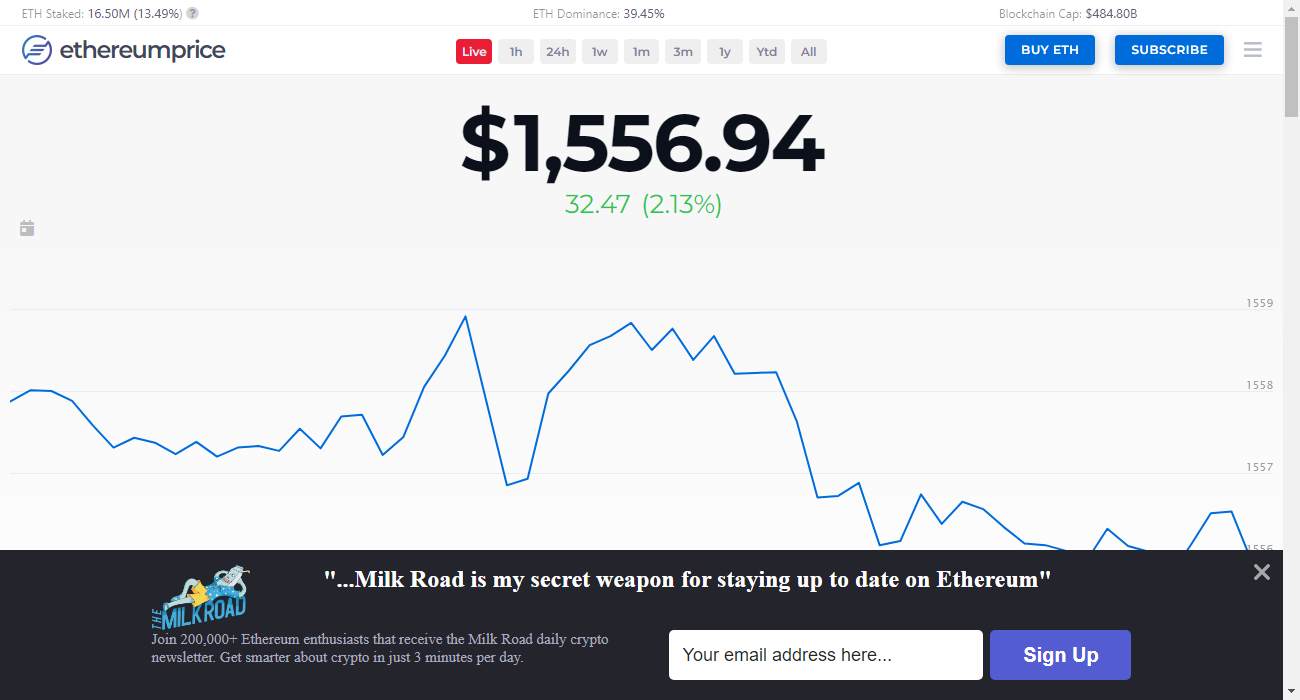 ETH Staked: 16.50M (13.49%) ?
ETH Dominance: 39.45%
Blockchain Cap: $484.80B
ethereumprice
Live 1h 24h 1w 1m 3m 1y Ytd All
BUY ETH
SUBSCRIBE
$1,556.94
32.47 (2.13%)
1559
1558
1557
1556
"...Milk Road is my secret weapon for staying up to date on Ethereum"
THE
MILK ROAD
Join 200,000+ Ethereum enthusiasts that receive the Milk Road daily crypto
newsletter. Get smarter about crypto in just 3 minutes per day.
Your email address here...
Sign Up